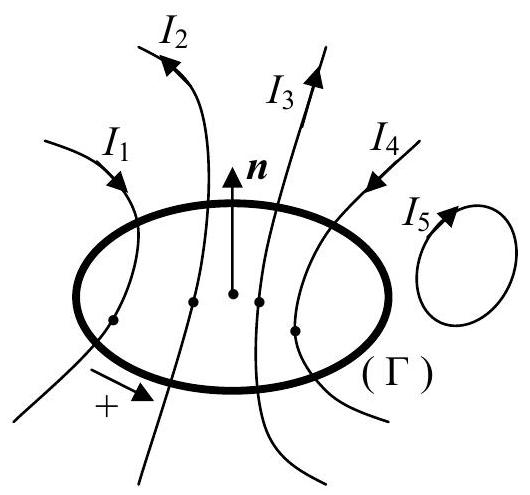 I₂
I₃
I₁
I₄
n
I₅
( Γ )
+